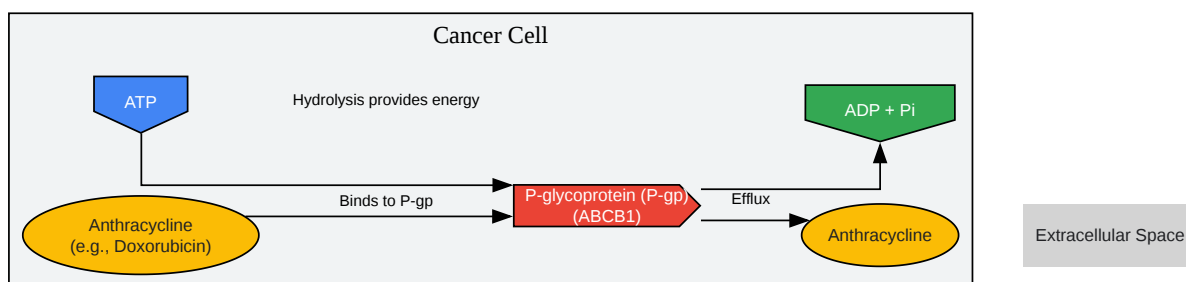 Cancer Cell
ATP
Hydrolysis provides energy
ADP + Pi
Binds to P-gp
P-glycoprotein (P-gp)
(ABCB1)
Efflux
Anthracycline
(e.g., Doxorubicin)
Anthracycline
Extracellular Space